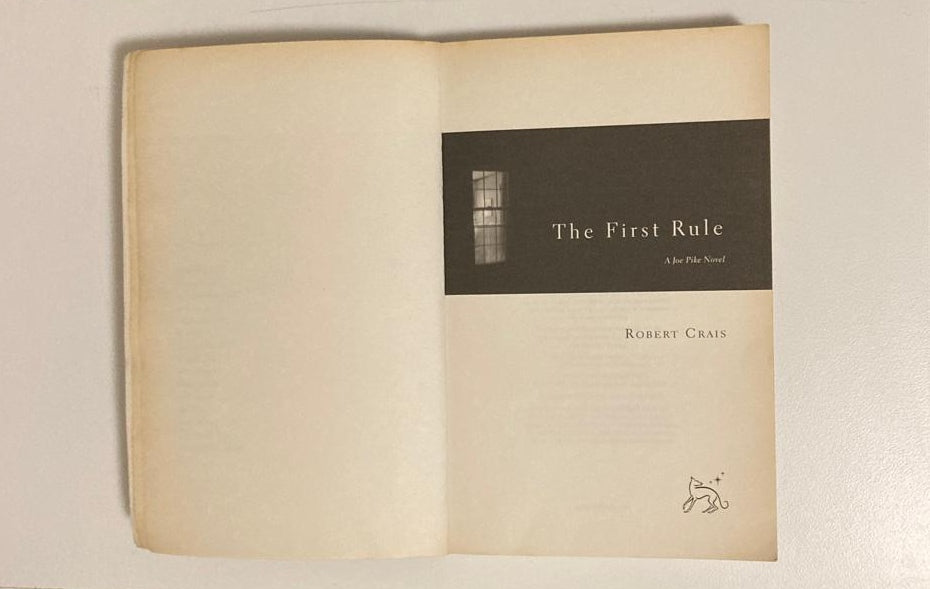 The First Rule
A Joe Pike Novel
ROBERT CRAIS